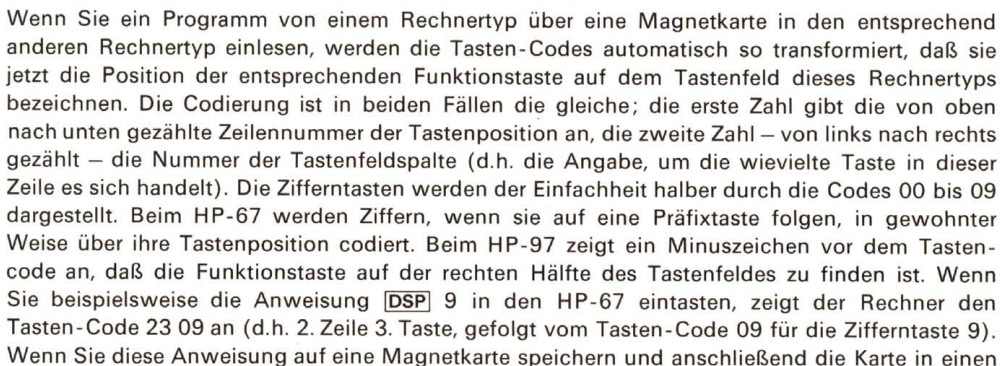 Wenn Sie ein Programm von einem Rechnertyp über eine Magnetkarte in den entsprechend
anderen Rechnertyp einlesen, werden die Tasten-Codes automatisch so transformiert, daß sie
jetzt die Position der entsprechenden Funktionstaste auf dem Tastenfeld dieses Rechnertyps
bezeichnen. Die Codierung ist in beiden Fällen die gleiche; die erste Zahl gibt die von oben
nach unten gezählte Zeilennummer der Tastenposition an, die zweite Zahl – von links nach rechts
gezählt – die Nummer der Tastenfeldspalte (d.h. die Angabe, um die wievielte Taste in dieser
Zeile es sich handelt). Die Zifferntasten werden der Einfachheit halber durch die Codes 00 bis 09
dargestellt. Beim HP-67 werden Ziffern, wenn sie auf eine Präfixtaste folgen, in gewohnter
Weise über ihre Tastenposition codiert. Beim HP-97 zeigt ein Minuszeichen vor dem Tasten-
code an, daß die Funktionstaste auf der rechten Hälfte des Tastenfeldes zu finden ist. Wenn
Sie beispielsweise die Anweisung DSP 9 in den HP-67 eintasten, zeigt der Rechner den
Tasten-Code 23 09 an (d.h. 2. Zeile 3. Taste, gefolgt vom Tasten-Code 09 für die Zifferntaste 9).
Wenn Sie diese Anweisung auf eine Magnetkarte speichern und anschließend die Karte in einen